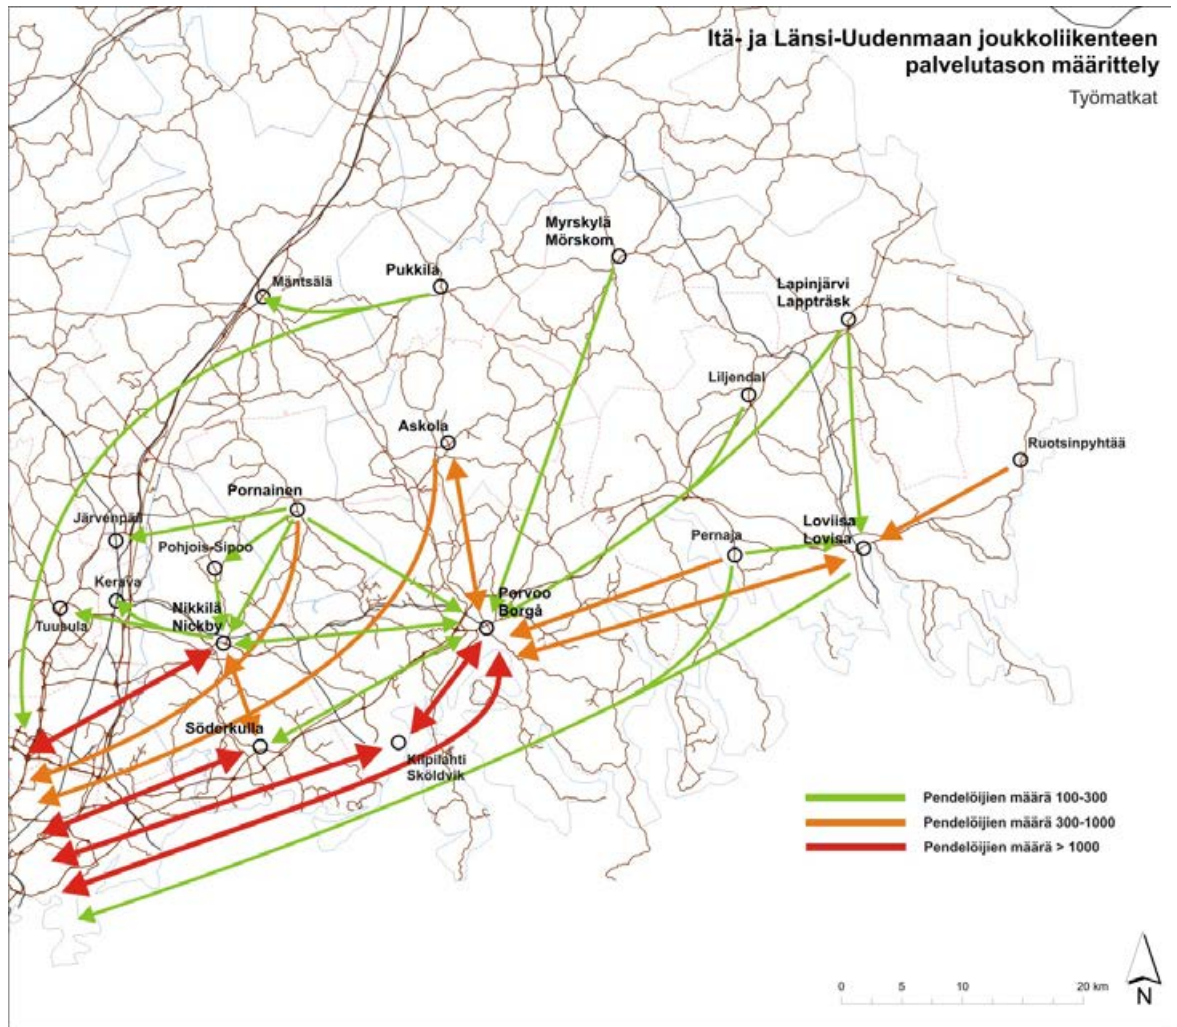 Itä- ja Länsi-Uudenmaan joukkoliikenteen
palvelutason määrittely
Työmatkat
Myrskylä
Mörskom
Pukkila
Mäntsälä
Lapinjärvi
Lappträsk
Liljendal
Askola
Ruotsinpyhtää
Pornainen
Järvenpää
Pohjois-Sipoo
Loviisa
Lovisa
Pernaja
Kerava
Porvoo
Borgå
Nikkilä
Nickby
Tuusula
Söderkulla
Kilpilahti
Sköldvik
Pendelöijien määrä 100-300
Pendelöijien määrä 300-1000
Pendelöijien määrä > 1000
0 5 10 20 km
N